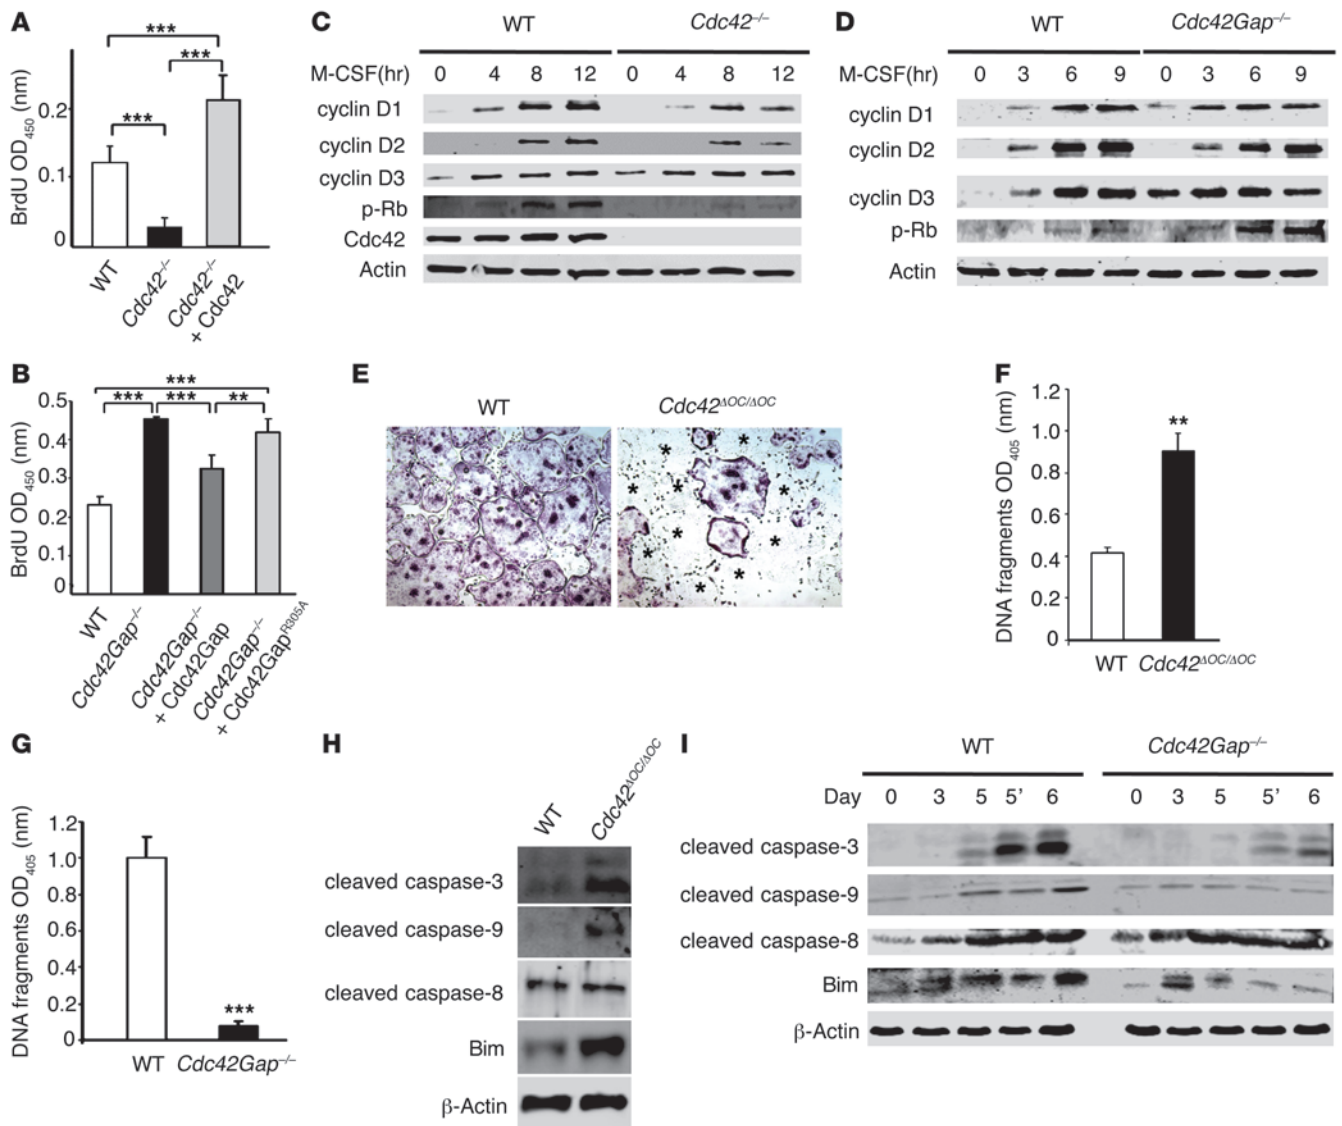 A
***
***
***
BrdU OD450 (nm)
0.2
0.1
0
WT
Cdc42–/–
Cdc42–/–
+ Cdc42
B
***
*** *** **
BrdU OD450 (nm)
0.5
0.4
0.3
0.2
0.1
0
WT
Cdc42Gap–/–
Cdc42Gap–/–
+ Cdc42Gap
Cdc42Gap–/–
+ Cdc42GapR305A
C
WT Cdc42–/–
M-CSF(hr) 0 4 8 12 0 4 8 12
cyclin D1
cyclin D2
cyclin D3
p-Rb
Cdc42
Actin
D
WT Cdc42Gap–/–
M-CSF(hr) 0 3 6 9 0 3 6 9
cyclin D1
cyclin D2
cyclin D3
p-Rb
Actin
E
WT Cdc42ΔOC/ΔOC
* * * * * * * * * *
F
DNA fragments OD405 (nm)
1.2
1.0
0.8
0.6
0.4
0.2
0
**
WT Cdc42ΔOC/ΔOC
G
DNA fragments OD405 (nm)
1.2
1.0
0.8
0.6
0.4
0.2
0
***
WT Cdc42Gap–/–
H
WT Cdc42ΔOC/ΔOC
cleaved caspase-3
cleaved caspase-9
cleaved caspase-8
Bim
β-Actin
I
WT Cdc42Gap–/–
Day 0 3 5 5' 6 0 3 5 5' 6
cleaved caspase-3
cleaved caspase-9
cleaved caspase-8
Bim
β-Actin